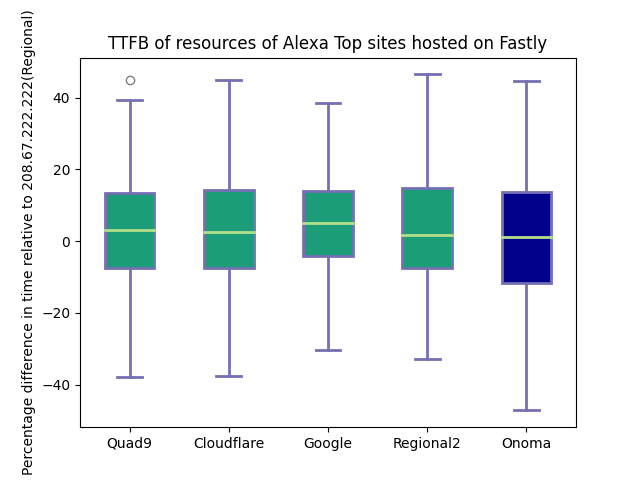 TTFB of resources of Alexa Top sites hosted on Fastly
Percentage difference in time relative to 208.67.222.222(Regional)
40
20
0
−20
−40
Quad9 Cloudflare Google Regional2 Onoma